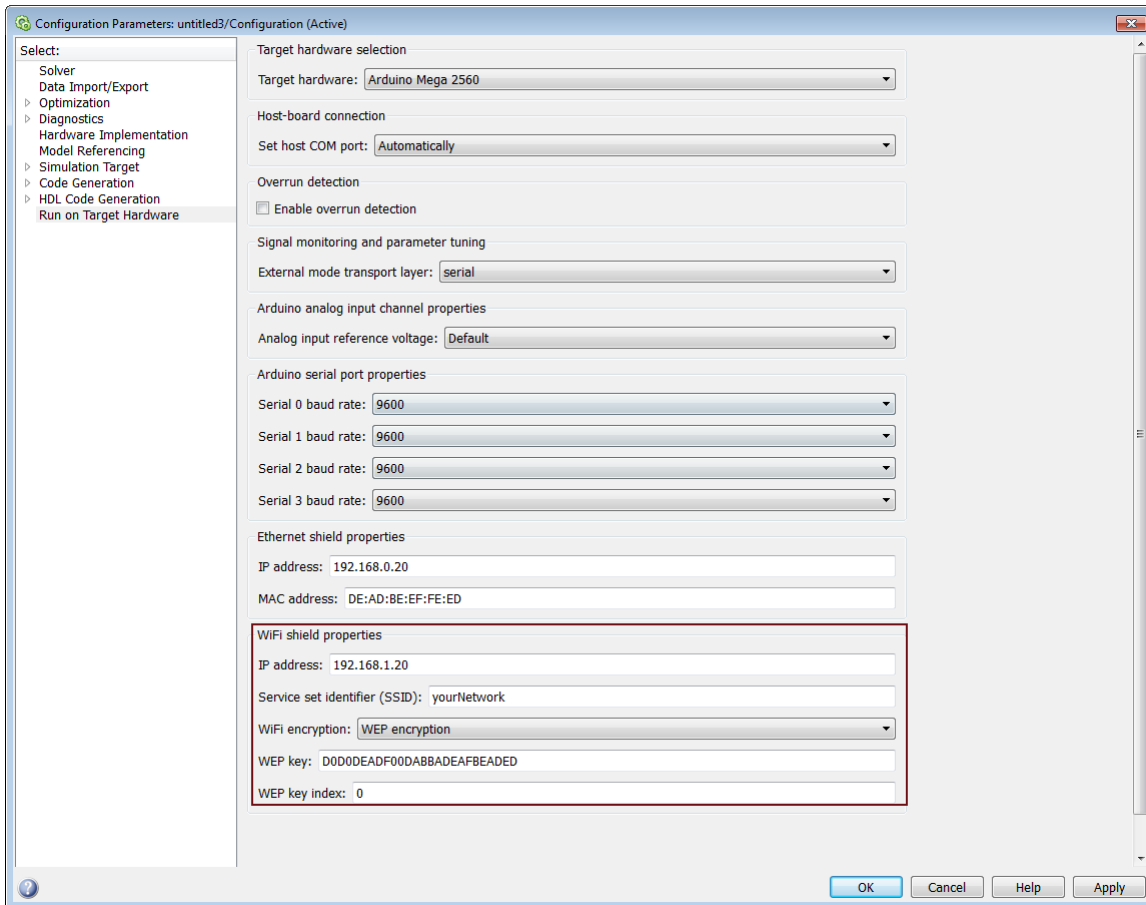 Configuration Parameters: untitled3/Configuration (Active)
Select:
Solver
Data Import/Export
Optimization
Diagnostics
Hardware Implementation
Model Referencing
Simulation Target
Code Generation
HDL Code Generation
Run on Target Hardware
Target hardware selection
Target hardware: Arduino Mega 2560
Host-board connection
Set host COM port: Automatically
Overrun detection
Enable overrun detection
Signal monitoring and parameter tuning
External mode transport layer: serial
Arduino analog input channel properties
Analog input reference voltage: Default
Arduino serial port properties
Serial 0 baud rate: 9600
Serial 1 baud rate: 9600
Serial 2 baud rate: 9600
Serial 3 baud rate: 9600
Ethernet shield properties
IP address: 192.168.0.20
MAC address: DE:AD:BE:EF:FE:ED
WiFi shield properties
IP address: 192.168.1.20
Service set identifier (SSID): yourNetwork
WiFi encryption: WEP encryption
WEP key: D0D0DEADF00DABBADEAFBEADED
WEP key index: 0
OK Cancel Help Apply